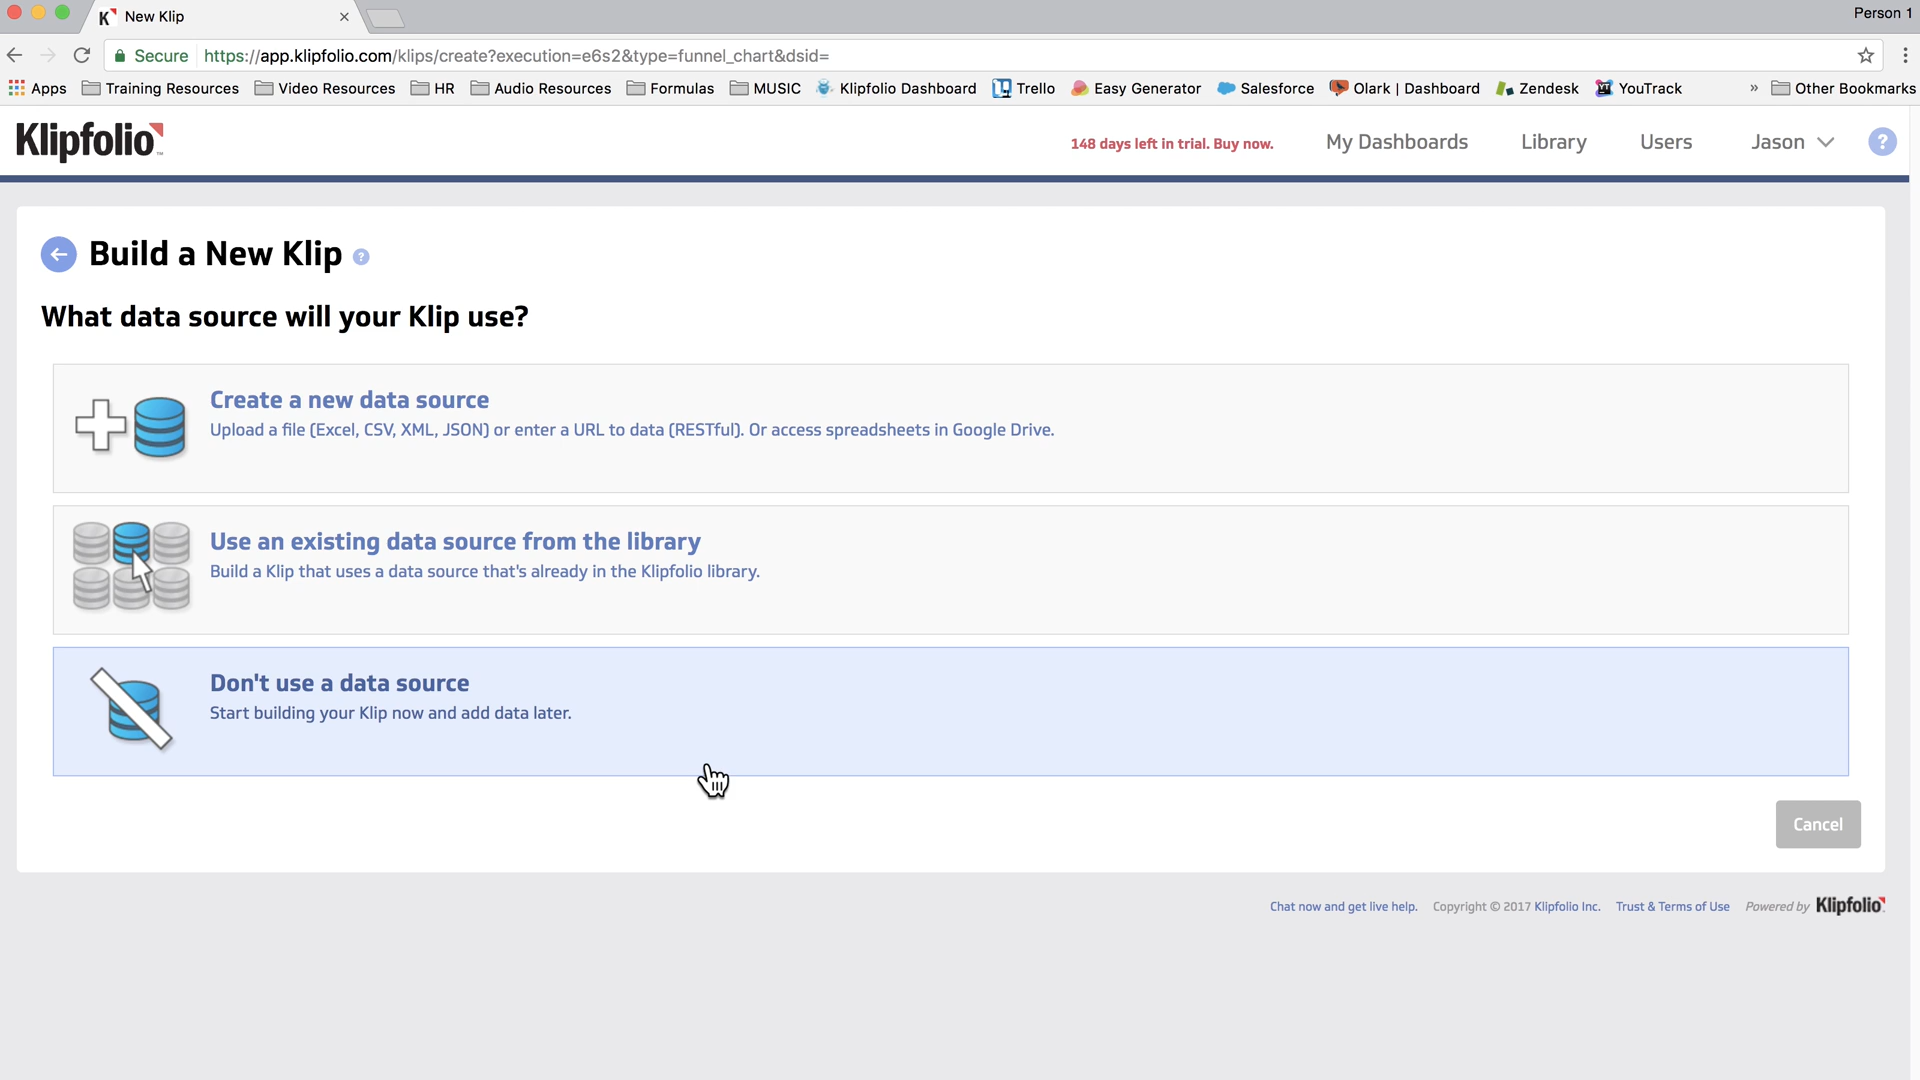 New Klip
Person 1
Secure https://app.klipfolio.com/klips/create?execution=e6s2&type=funnel_chart&dsid=
Apps Training Resources Video Resources HR Audio Resources Formulas MUSIC Klipfolio Dashboard Trello Easy Generator Salesforce Olark | Dashboard Zendesk YouTrack » Other Bookmarks
Klipfolio 148 days left in trial. Buy now. My Dashboards Library Users Jason ?
Build a New Klip ?
What data source will your Klip use?
Create a new data source
Upload a file (Excel, CSV, XML, JSON) or enter a URL to data (RESTful). Or access spreadsheets in Google Drive.
Use an existing data source from the library
Build a Klip that uses a data source that's already in the Klipfolio library.
Don't use a data source
Start building your Klip now and add data later.
Cancel
Chat now and get live help. Copyright © 2017 Klipfolio Inc. Trust & Terms of Use Powered by Klipfolio